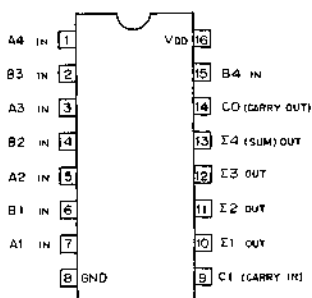 A4 IN 1 VDD 16
B3 IN 2 15 B4 IN
A3 IN 3 14 CO (CARRY OUT)
B2 IN 4 13 Σ4 (SUM) OUT
A2 IN 5 12 Σ3 OUT
B1 IN 6 11 Σ2 OUT
A1 IN 7 10 Σ1 OUT
8 GND 9 CI (CARRY IN)